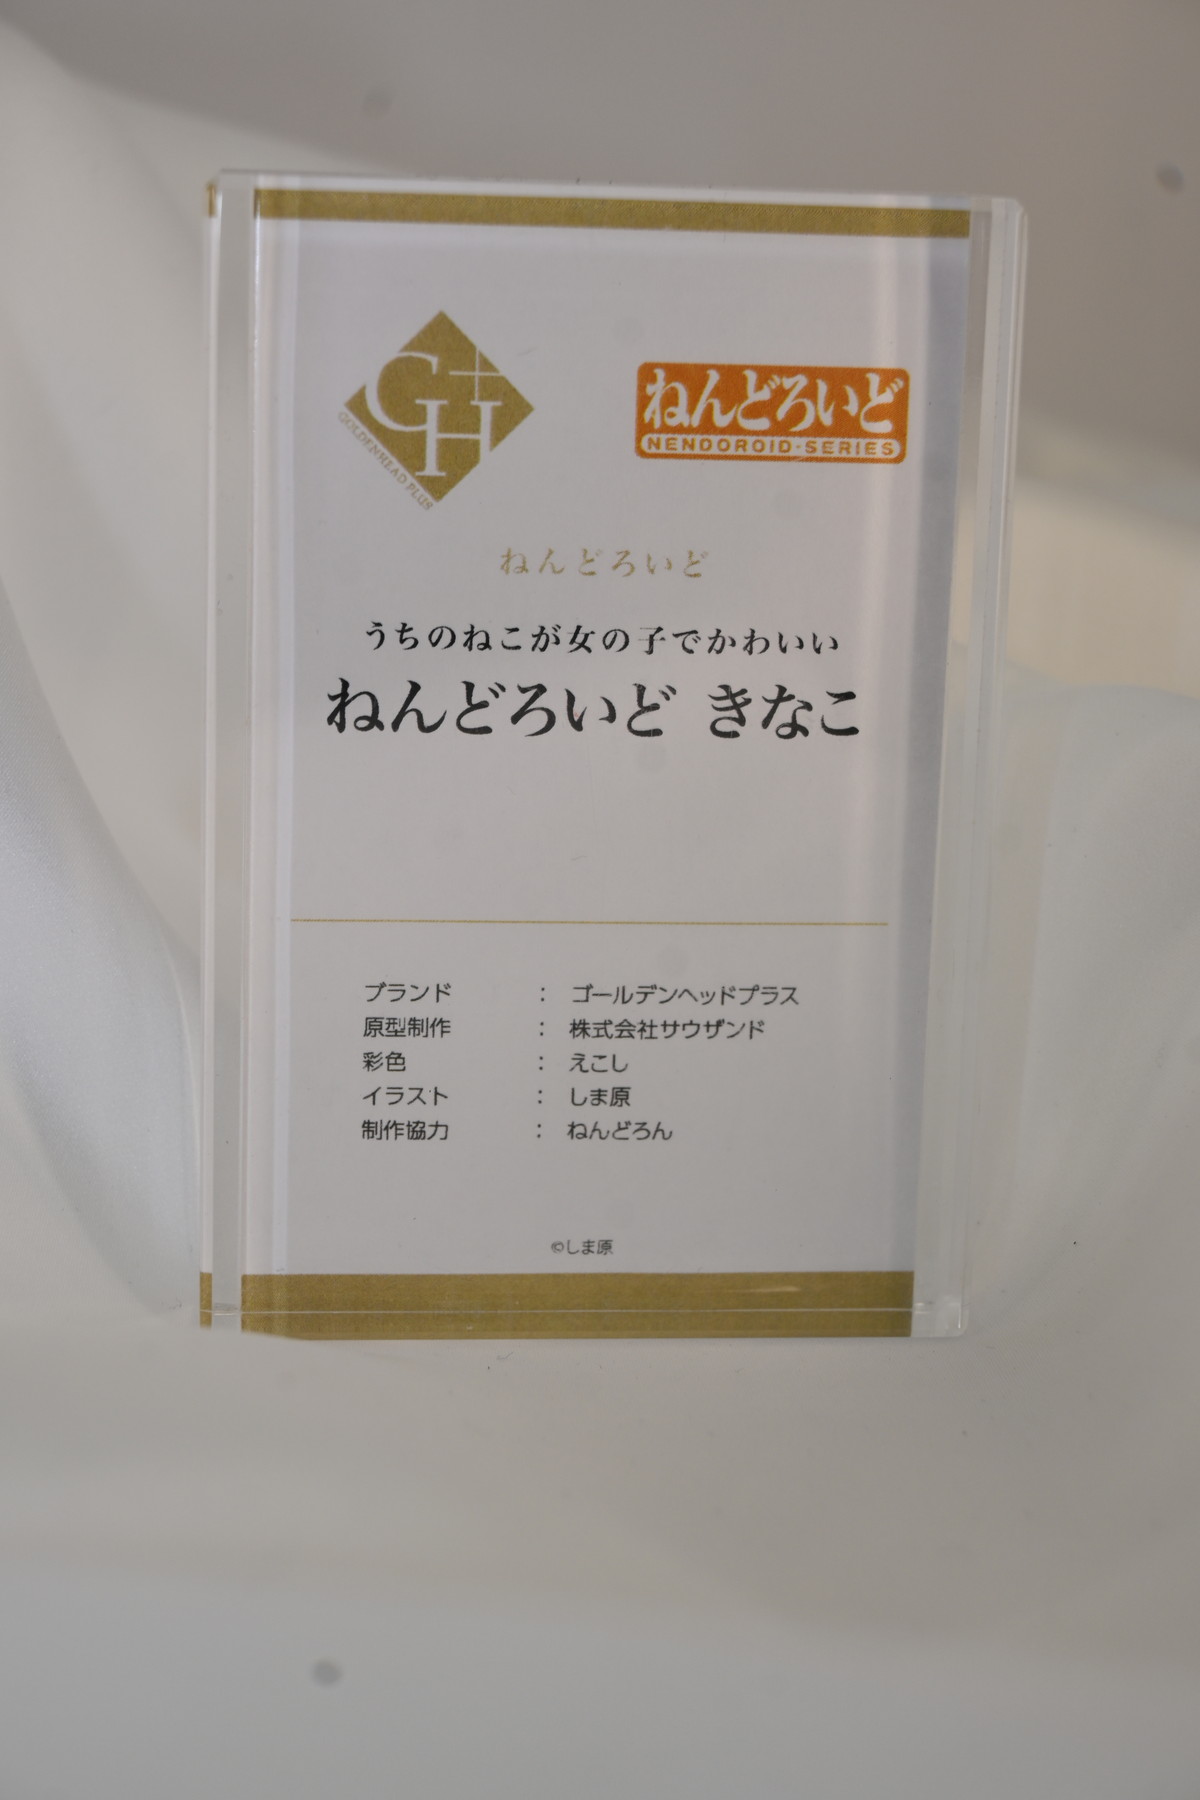 GH+
GOLDENHEAD PLUS
ねんどろいど
NENDOROID-SERIES
ねんどろいど
うちのねこが女の子でかわいい
ねんどろいど きなこ
ブランド : ゴールデンヘッドプラス
原型制作 : 株式会社サウザンド
彩色 : えこし
イラスト : しま原
制作協力 : ねんどろん
©しま原